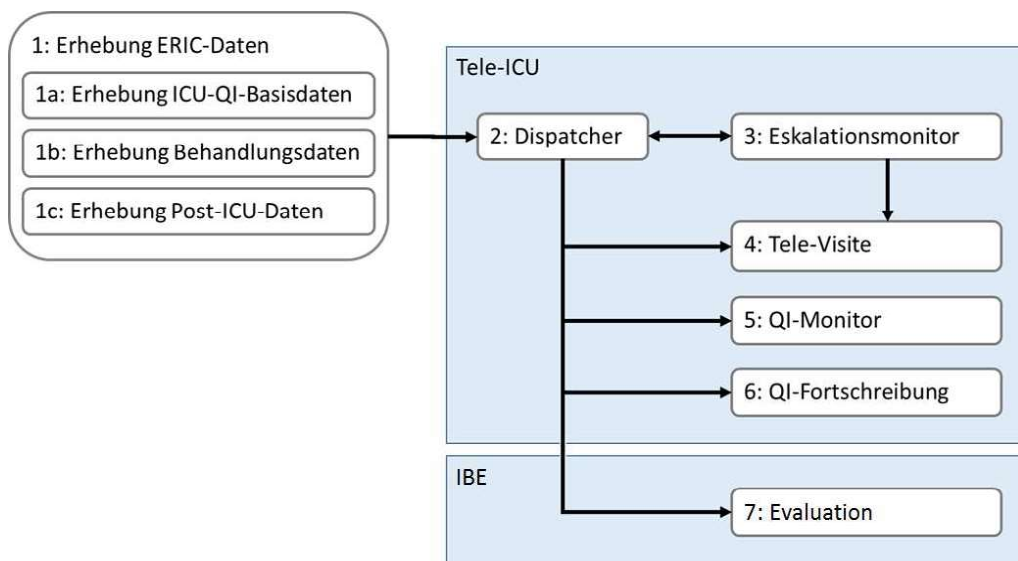 1: Erhebung ERIC-Daten
1a: Erhebung ICU-QI-Basisdaten
1b: Erhebung Behandlungsdaten
1c: Erhebung Post-ICU-Daten
Tele-ICU
2: Dispatcher
3: Eskalationsmonitor
4: Tele-Visite
5: QI-Monitor
6: QI-Fortschreibung
IBE
7: Evaluation